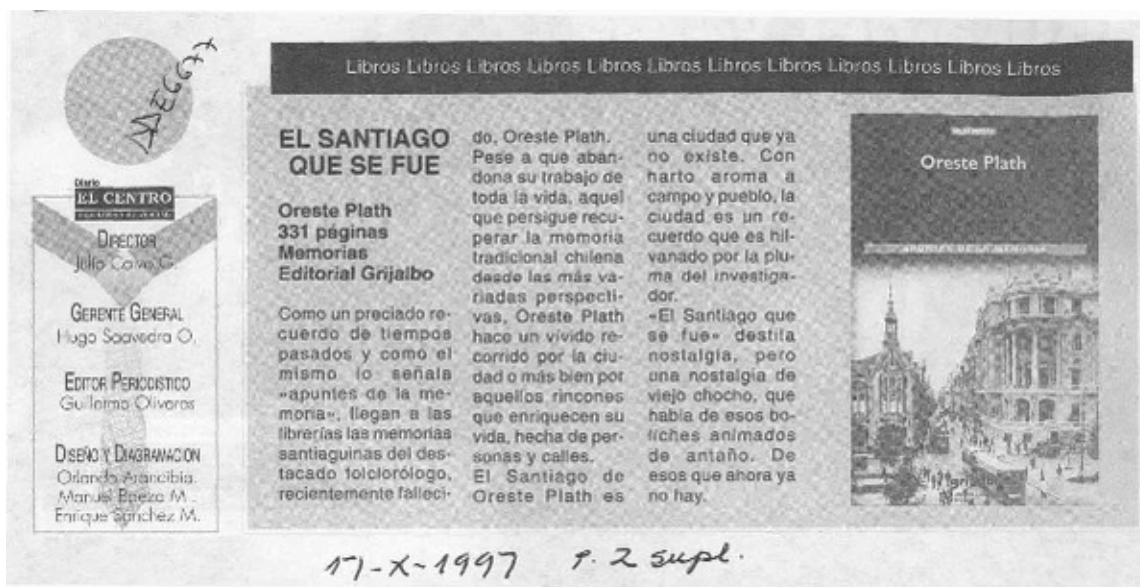 Diario
EL CENTRO
DIRECTOR
Julio Calvo G.
GERENTE GENERAL
Hugo Saavedra O.
EDITOR PERIODISTICO
Guillermo Olivares
DISEÑO Y DIAGRAMACION
Orlando Arancibia.
Manuel Baeza M.
Enrique Sánchez M.
Libros Libros Libros Libros Libros Libros Libros Libros Libros Libros Libros Libros
EL SANTIAGO
QUE SE FUE
Oreste Plath
331 páginas
Memorias
Editorial Grijalbo
Como un preciado re-
cuerdo de tiempos
pasados y como el
mismo lo señala
«apuntes de la me-
moria», llegan a las
librerías las memorias
santiaguinas del des-
tacado folclorólogo,
recientemente falleci-
do, Oreste Plath.
Pese a que aban-
dona su trabajo de
toda la vida, aquel
que persigue recu-
perar la memoria
tradicional chilena
desde las más va-
riadas perspecti-
vas, Oreste Plath
hace un vívido re-
corrido por la ciu-
dad o más bien por
aquellos rincones
que enriquecen su
vida, hecha de per-
sonas y calles.
El Santiago de
Oreste Plath es
una ciudad que ya
no existe. Con
harto aroma a
campo y pueblo, la
ciudad es un re-
cuerdo que es hil-
vanado por la plu-
ma del investiga-
dor.
«El Santiago que
se fue» destila
nostalgia, pero
una nostalgia de
viejo chocho, que
habla de esos bo-
liches animados
de antaño. De
esos que ahora ya
no hay.
Oreste Plath
APUNTES DE LA MEMORIA
Grijalbo
17-X-1997 P. 2 supl.